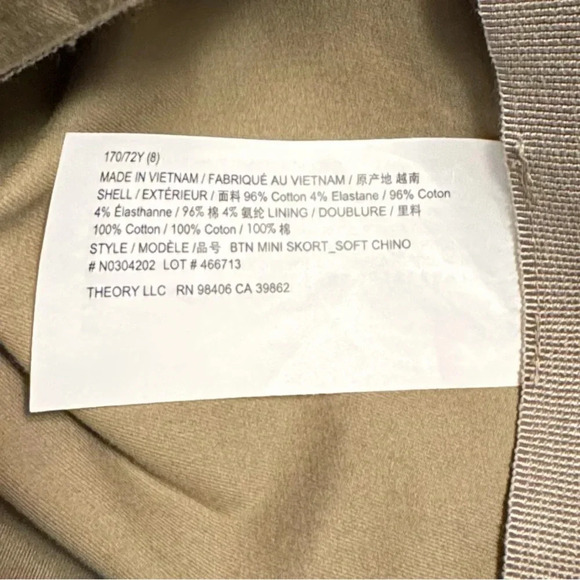 170/72Y (8)
MADE IN VIETNAM / FABRIQUÉ AU VIETNAM / 原产地 越南
SHELL / EXTÉRIEUR / 面料 96% Cotton 4% Elastane / 96% Coton
4% Élasthanne / 96% 棉 4% 氨纶 LINING / DOUBLURE / 里料
100% Cotton / 100% Coton / 100% 棉
STYLE / MODÈLE /品号 BTN MINI SKORT_SOFT CHINO
# N0304202 LOT # 466713
THEORY LLC RN 98406 CA 39862